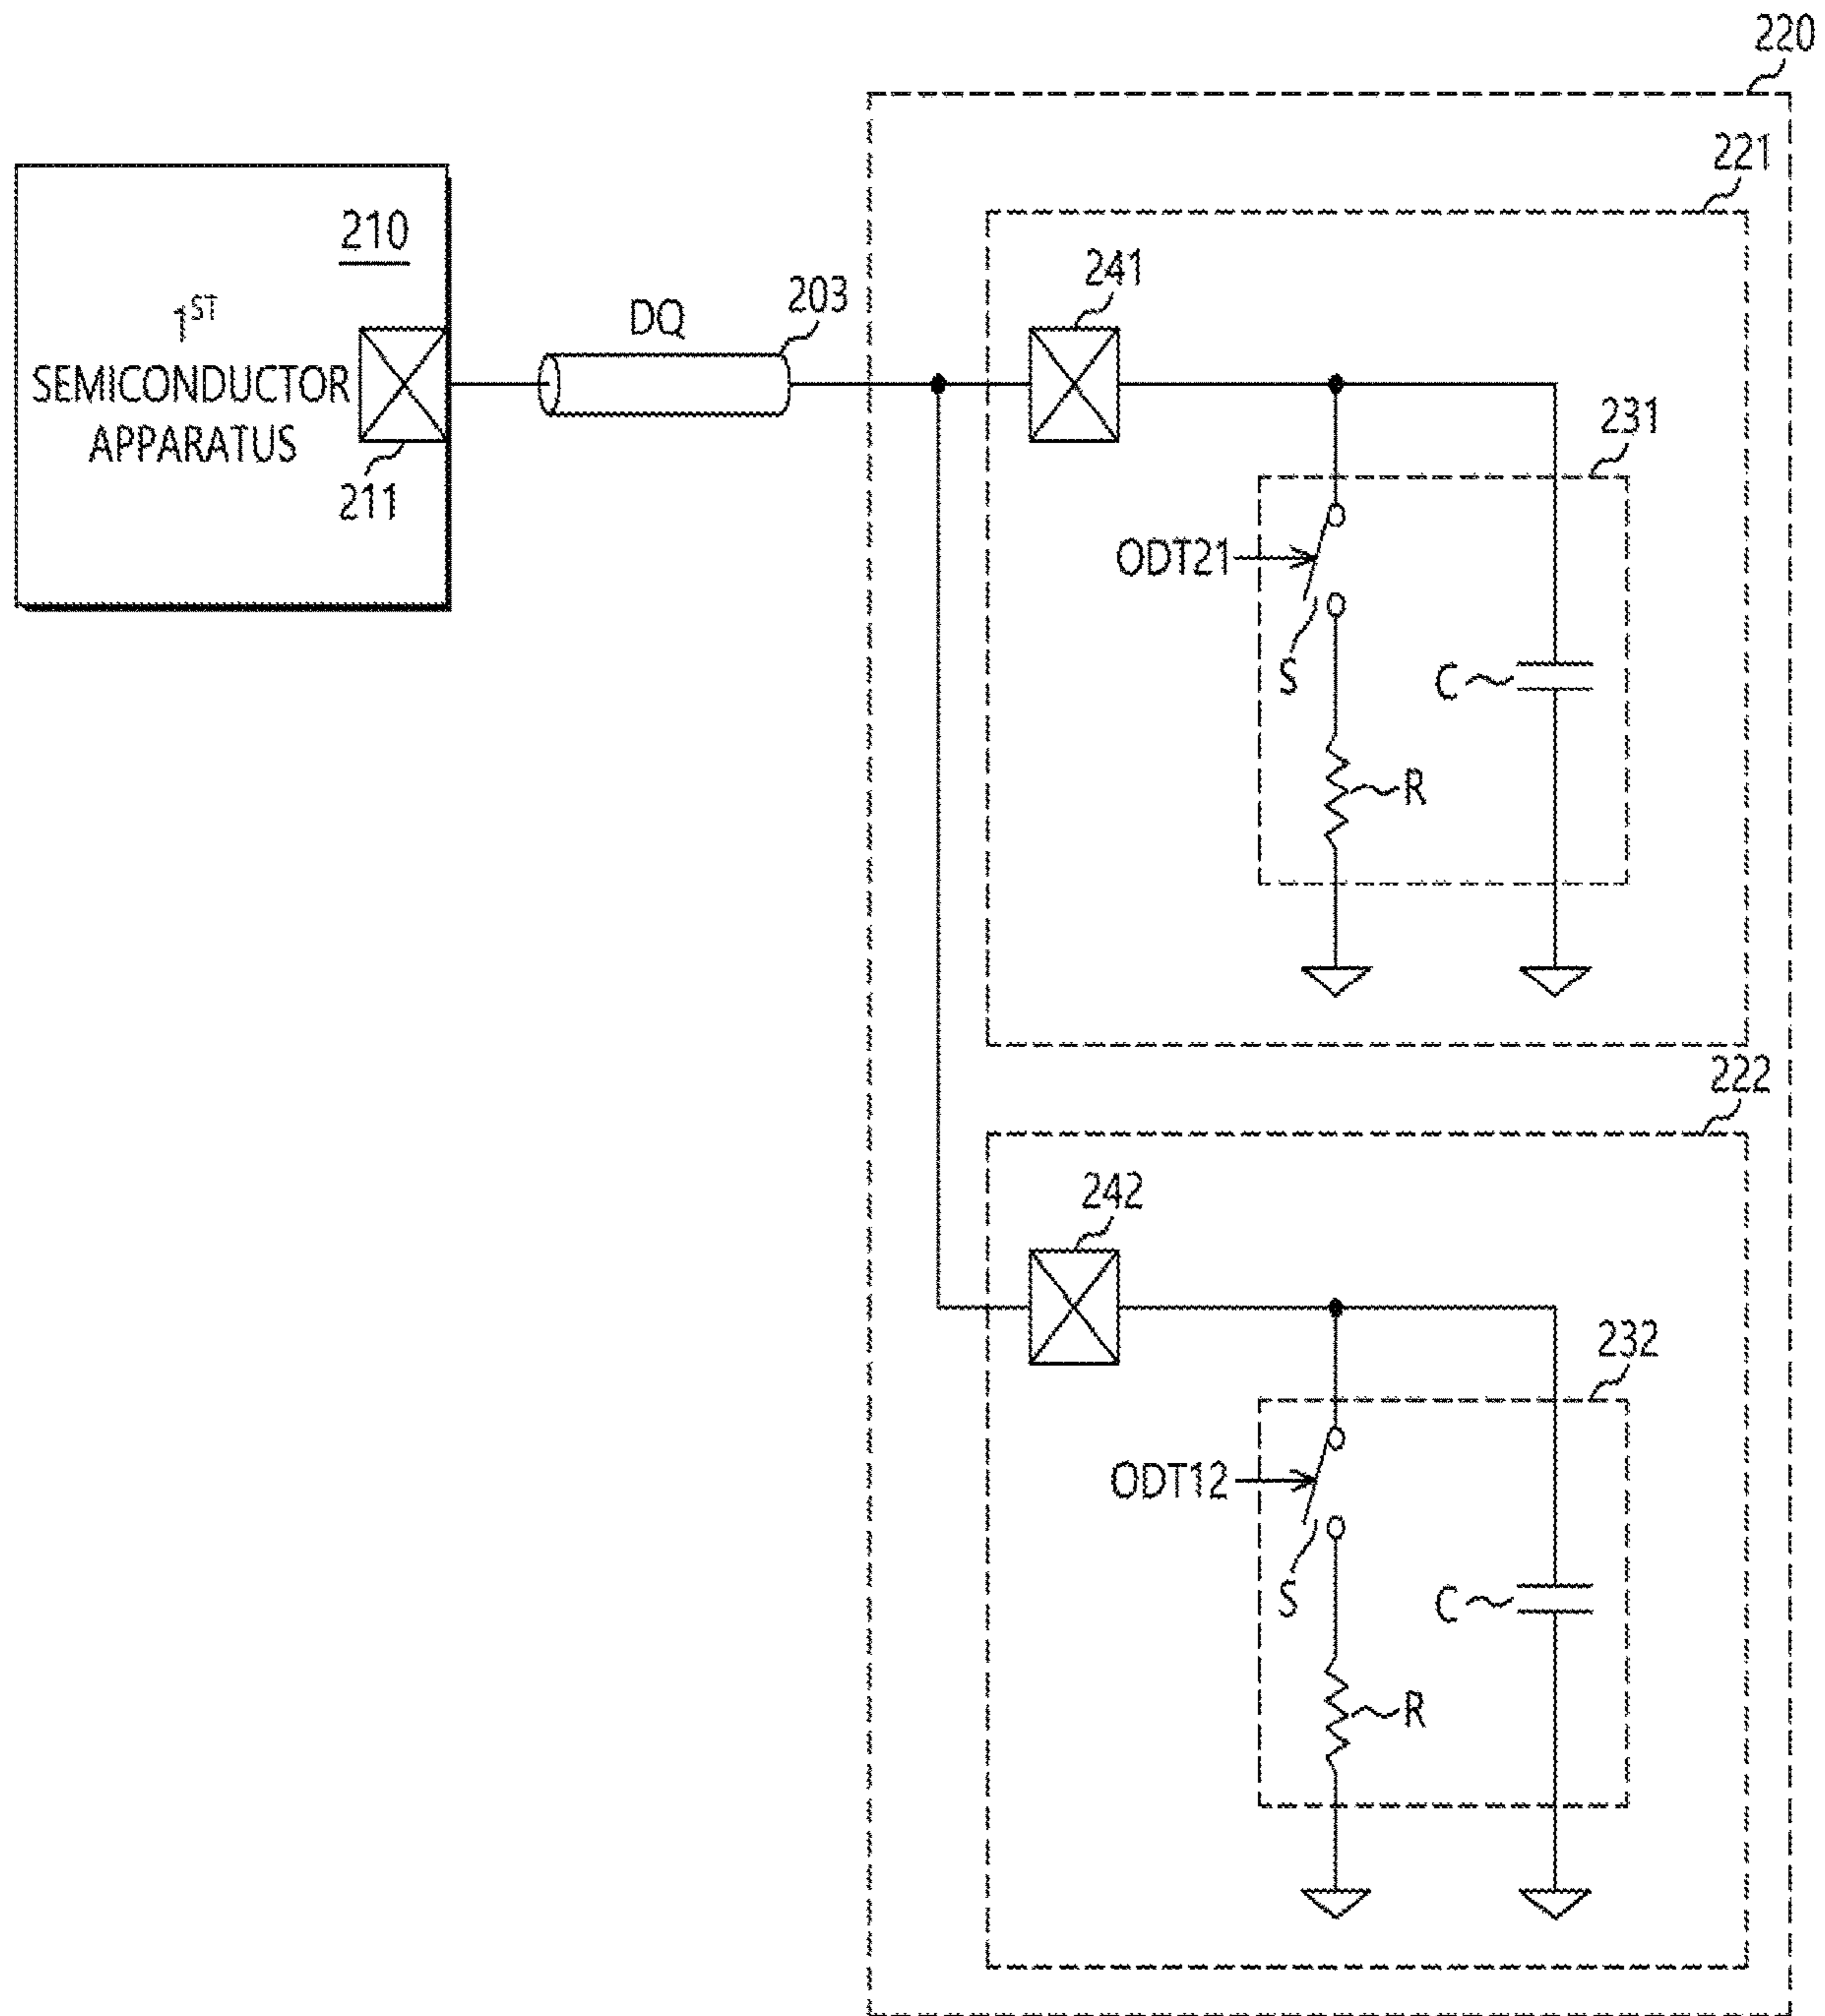 220
221
210
1ST
SEMICONDUCTOR
APPARATUS
211
DQ
203
241
231
ODT21
S
C
R
222
242
232
ODT12
S
C
R